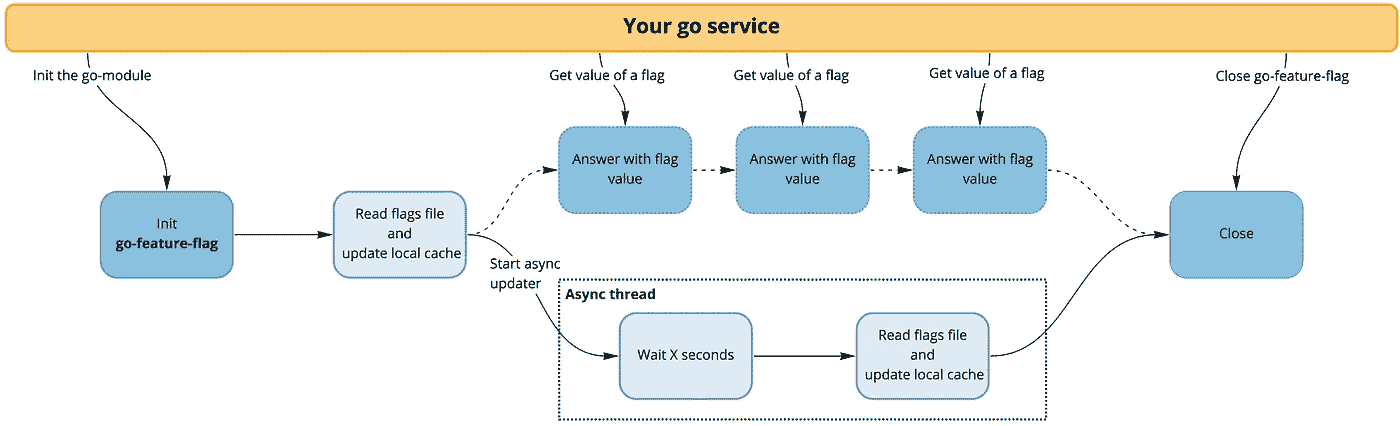 Your go service
Init the go-module
Get value of a flag
Get value of a flag
Get value of a flag
Close go-feature-flag
Answer with flag
value
Answer with flag
value
Answer with flag
value
Init
go-feature-flag
Read flags file
and
update local cache
Close
Start async
updater
Async thread
Wait X seconds
Read flags file
and
update local cache